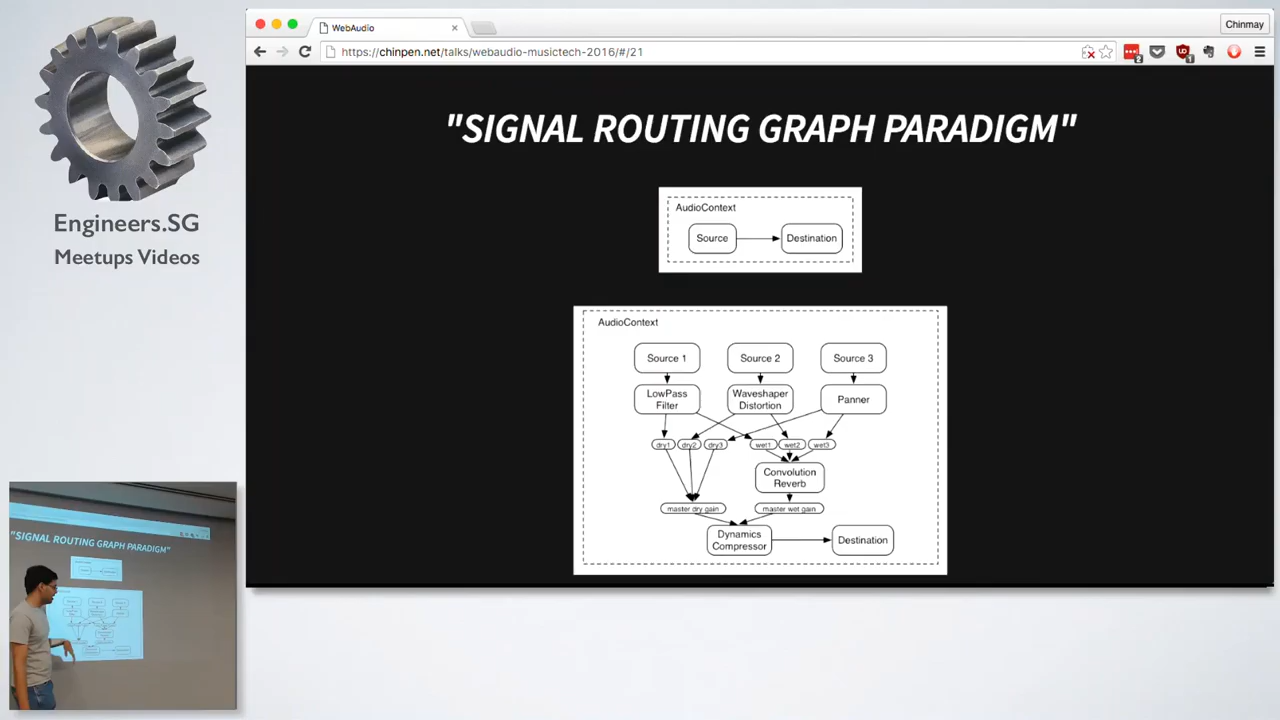 WebAudio
Chinmay
https://chinpen.net/talks/webaudio-musictech-2016/#/21
2
1
"SIGNAL ROUTING GRAPH PARADIGM"
AudioContext
Source
Destination
AudioContext
Source 1
Source 2
Source 3
LowPass
Filter
Waveshaper
Distortion
Panner
dry1
dry2
dry3
wet1
wet2
wet3
Convolution
Reverb
master dry gain
master wet gain
Dynamics
Compressor
Destination
Engineers.SG
Meetups Videos
"SIGNAL ROUTING GRAPH PARADIGM"